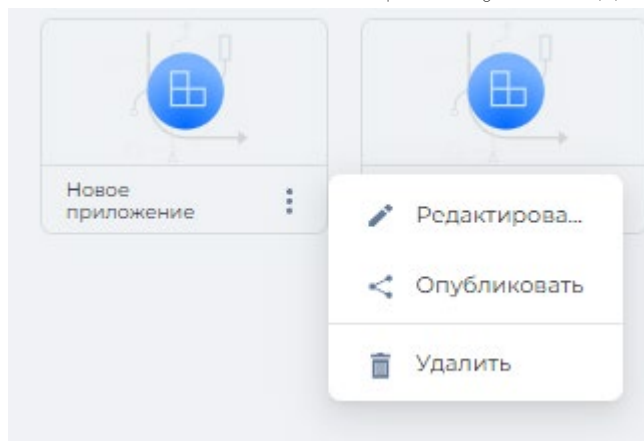 Новое
приложение
Редактирова...
Опубликовать
Удалить